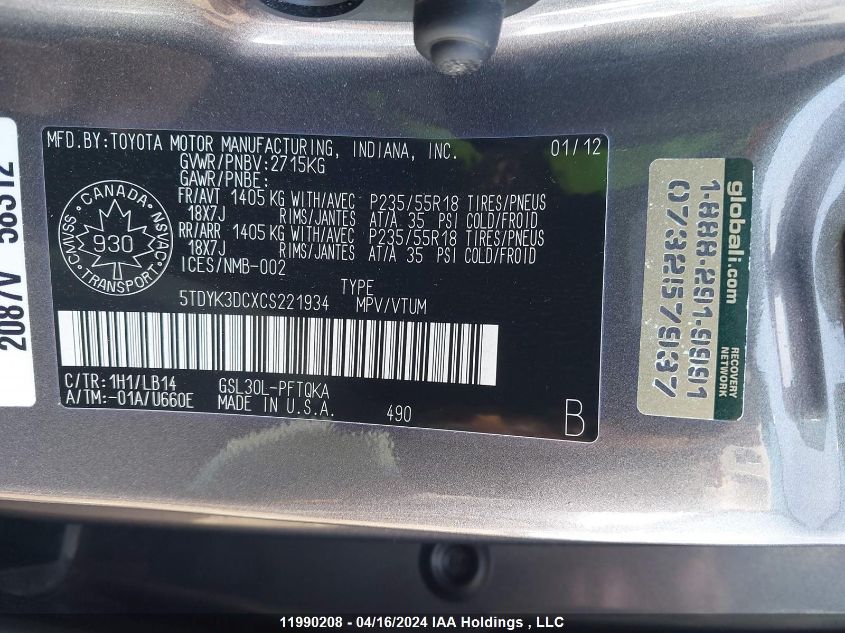 MFD.BY:TOYOTA MOTOR MANUFACTURING, INDIANA, INC. 01/12
GVWR/PNBV:2715KG
GAWR/PNBE:
FR/AVT 1405 KG WITH/AVEC P235/55R18 TIRES/PNEUS
18X7J RIMS/JANTES AT/A 35 PSI COLD/FROID
RR/ARR 1405 KG WITH/AVEC P235/55R18 TIRES/PNEUS
18X7J RIMS/JANTES AT/A 35 PSI COLD/FROID
ICES/NMB-002
CANADA
CMVSS NSVAC
930
TRANSPORT
TYPE
5TDYK3DCXCS221934 MPV/VTUM
C/TR:1H1/LB14 GSL30L-PFTQKA
A/TM:-01A/U660E MADE IN U.S.A. 490 B
2087V 58312
globali.com
1-888-291-9991
0732579J37
RECOVERY
NETWORK
11990208 - 04/16/2024 IAA Holdings , LLC